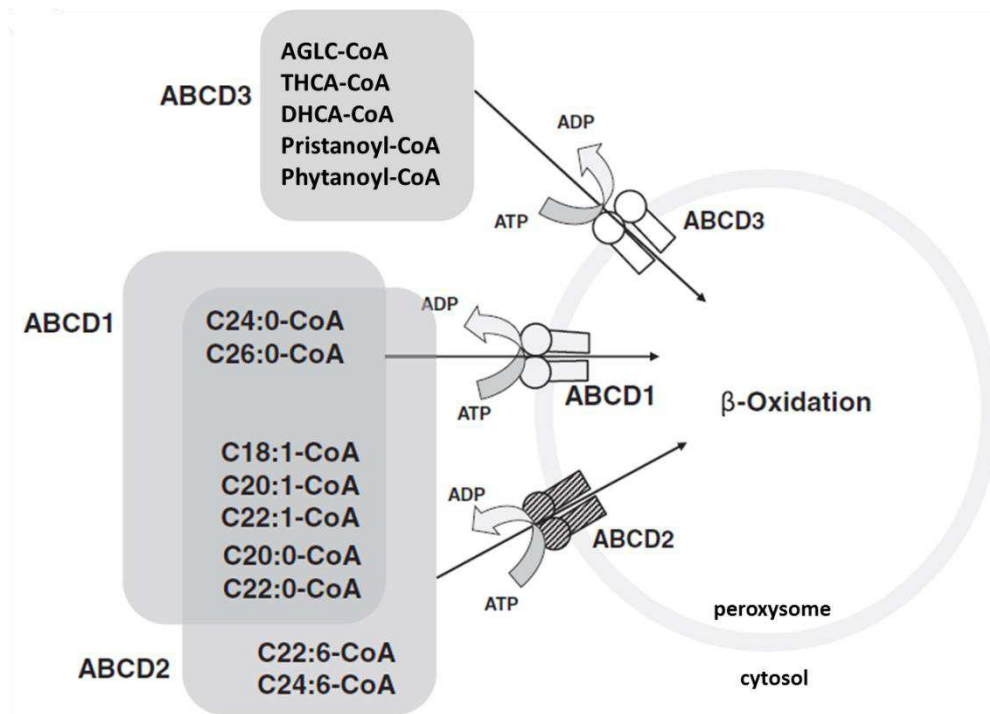 ABCD3
AGLC-CoA
THCA-CoA
DHCA-CoA
Pristanoyl-CoA
Phytanoyl-CoA
ADP
ATP
ABCD3
ABCD1
C24:0-CoA
C26:0-CoA
ADP
ATP
ABCD1
β-Oxidation
C18:1-CoA
C20:1-CoA
C22:1-CoA
C20:0-CoA
C22:0-CoA
ADP
ATP
ABCD2
peroxysome
ABCD2
C22:6-CoA
C24:6-CoA
cytosol